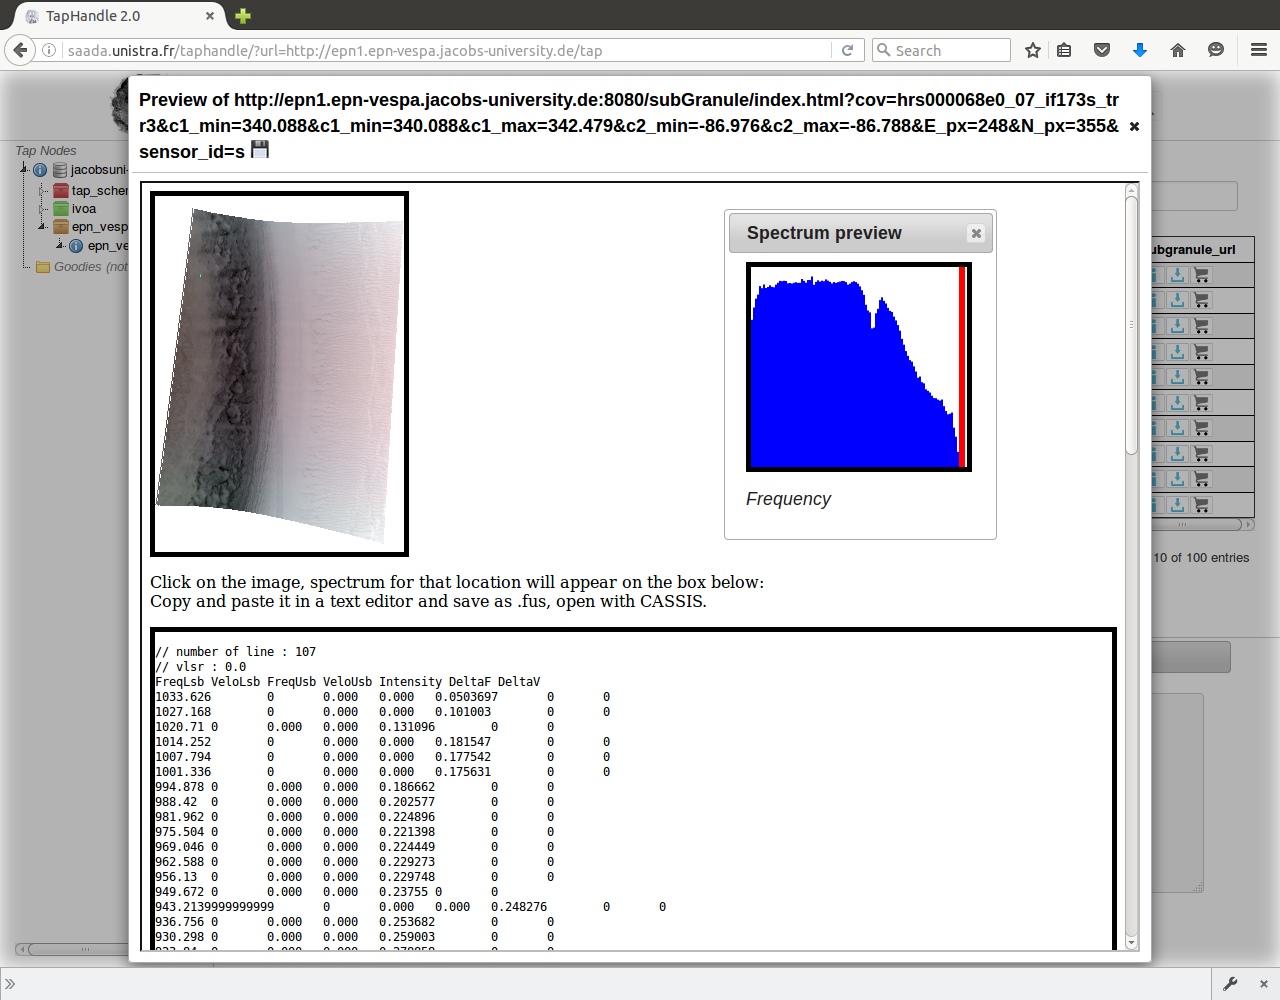 TapHandle 2.0
saada.unistra.fr/taphandle/?url=http://epn1.epn-vespa.jacobs-university.de/tap
Search
Preview of http://epn1.epn-vespa.jacobs-university.de:8080/subGranule/index.html?cov=hrs000068e0_07_if173s_tr
r3&c1_min=340.088&c1_min=340.088&c1_max=342.479&c2_min=-86.976&c2_max=-86.788&E_px=248&N_px=355&
sensor_id=s
Tap Nodes
jacobsuni-
tap_scher
ivoa
epn_vesp
epn_ve
Goodies (not
ubgranule_url
10 of 100 entries
Spectrum preview
Frequency
Click on the image, spectrum for that location will appear on the box below:
Copy and paste it in a text editor and save as .fus, open with CASSIS.
// number of line : 107
// vlsr : 0.0
FreqLsb VeloLsb FreqUsb VeloUsb Intensity DeltaF DeltaV
1033.626 0 0.000 0.000 0.0503697 0 0
1027.168 0 0.000 0.000 0.101003 0 0
1020.71 0 0.000 0.000 0.131096 0 0
1014.252 0 0.000 0.000 0.181547 0 0
1007.794 0 0.000 0.000 0.177542 0 0
1001.336 0 0.000 0.000 0.175631 0 0
994.878 0 0.000 0.000 0.186662 0 0
988.42 0 0.000 0.000 0.202577 0 0
981.962 0 0.000 0.000 0.224896 0 0
975.504 0 0.000 0.000 0.221398 0 0
969.046 0 0.000 0.000 0.224449 0 0
962.588 0 0.000 0.000 0.229273 0 0
956.13 0 0.000 0.000 0.229748 0 0
949.672 0 0.000 0.000 0.23755 0 0
943.2139999999999 0 0.000 0.000 0.248276 0 0
936.756 0 0.000 0.000 0.253682 0 0
930.298 0 0.000 0.000 0.259003 0 0